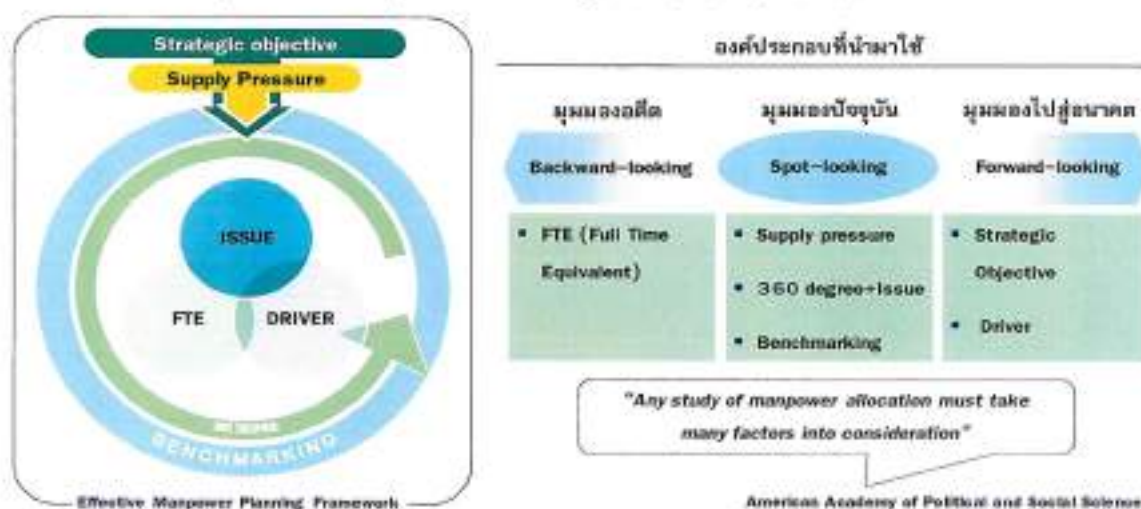 Strategic objective
Supply Pressure
ISSUE
FTE
DRIVER
BENCHMARKING
Effective Manpower Planning Framework
องค์ประกอบที่นำมาใช้
มุมมองอดีต
มุมมองปัจจุบัน
มุมมองไปสู่อนาคต
Backward-looking
Spot-looking
Forward-looking
▪ FTE (Full Time
Equivalent)
▪ Supply pressure
▪ 360 degree+Issue
▪ Benchmarking
▪ Strategic
Objective
▪ Driver
"Any study of manpower allocation must take
many factors into consideration"
American Academy of Political and Social Science